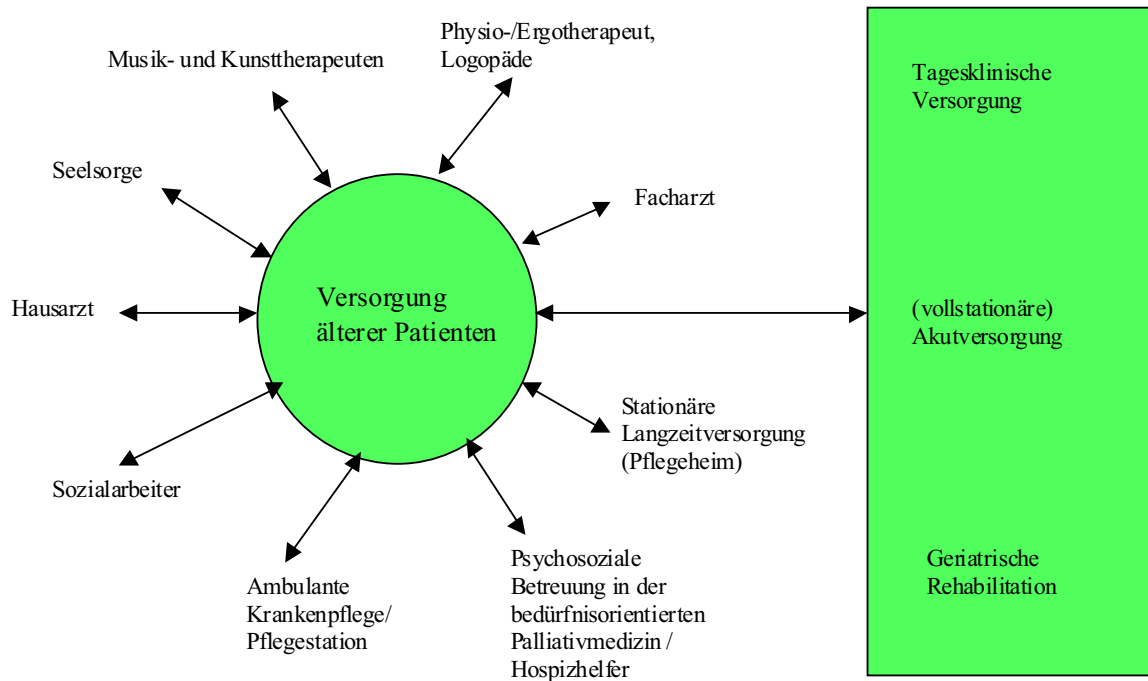 Physio-/Ergotherapeut,
Logopäde
Musik- und Kunsttherapeuten
Tagesklinische
Versorgung
Seelsorge
Facharzt
Hausarzt
Versorgung
älterer Patienten
(vollstationäre)
Akutversorgung
Stationäre
Langzeitversorgung
(Pflegeheim)
Sozialarbeiter
Ambulante
Krankenpflege/
Pflegestation
Psychosoziale
Betreuung in der
bedürfnisorientierten
Palliativmedizin /
Hospizhelfer
Geriatrische
Rehabilitation